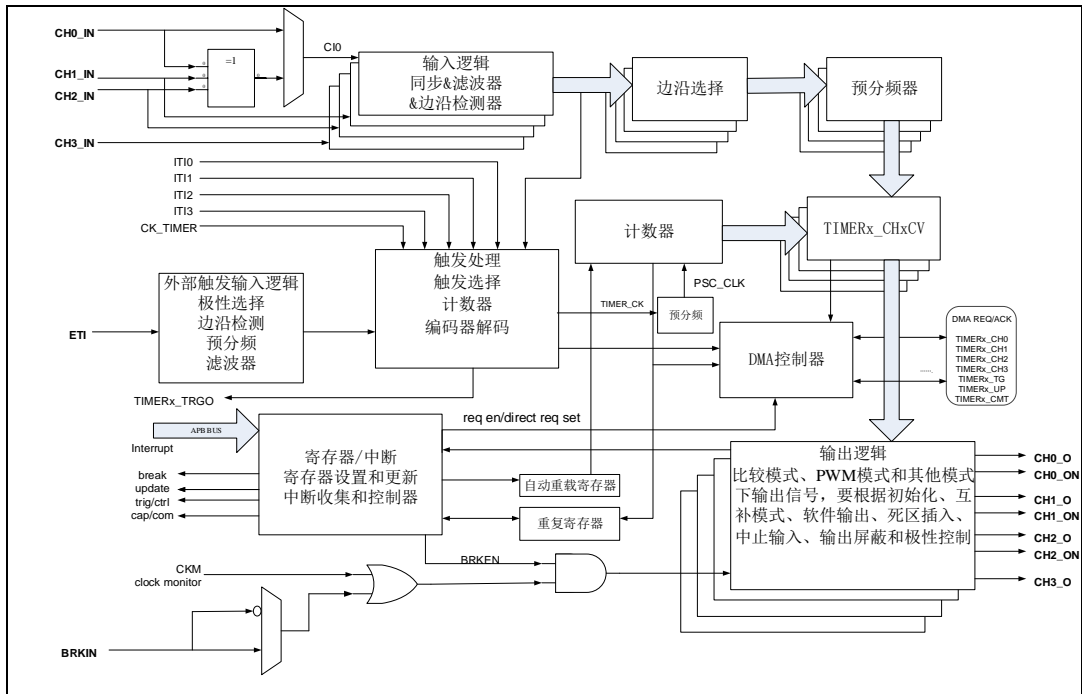 CH0_IN
CH1_IN
CH2_IN
CH3_IN
=1
CI0
输入逻辑
同步&滤波器
&边沿检测器
边沿选择
预分频器
ITI0
ITI1
ITI2
ITI3
CK_TIMER
触发处理
触发选择
计数器
编码器解码
计数器
TIMERx_CHxCV
PSC_CLK
TIMER_CK
预分频
外部触发输入逻辑
极性选择
边沿检测
预分频
滤波器
ETI
DMA控制器
DMA REQ/ACK
TIMERx_CH0
TIMERx_CH1
TIMERx_CH2
TIMERx_CH3
TIMERx_TG
TIMERx_UP
TIMERx_CMT
…….
TIMERx_TRGO
req en/direct req set
APB BUS
Interrupt
break
update
trig/ctrl
cap/com
寄存器/中断
寄存器设置和更新
中断收集和控制器
自动重载寄存器
重复寄存器
输出逻辑
比较模式、PWM模式和其他模式
下输出信号，要根据初始化、互
补模式、软件输出、死区插入、
中止输入、输出屏蔽和极性控制
CH0_O
CH0_ON
CH1_O
CH1_ON
CH2_O
CH2_ON
CH3_O
BRKEN
CKM
clock monitor
BRKIN